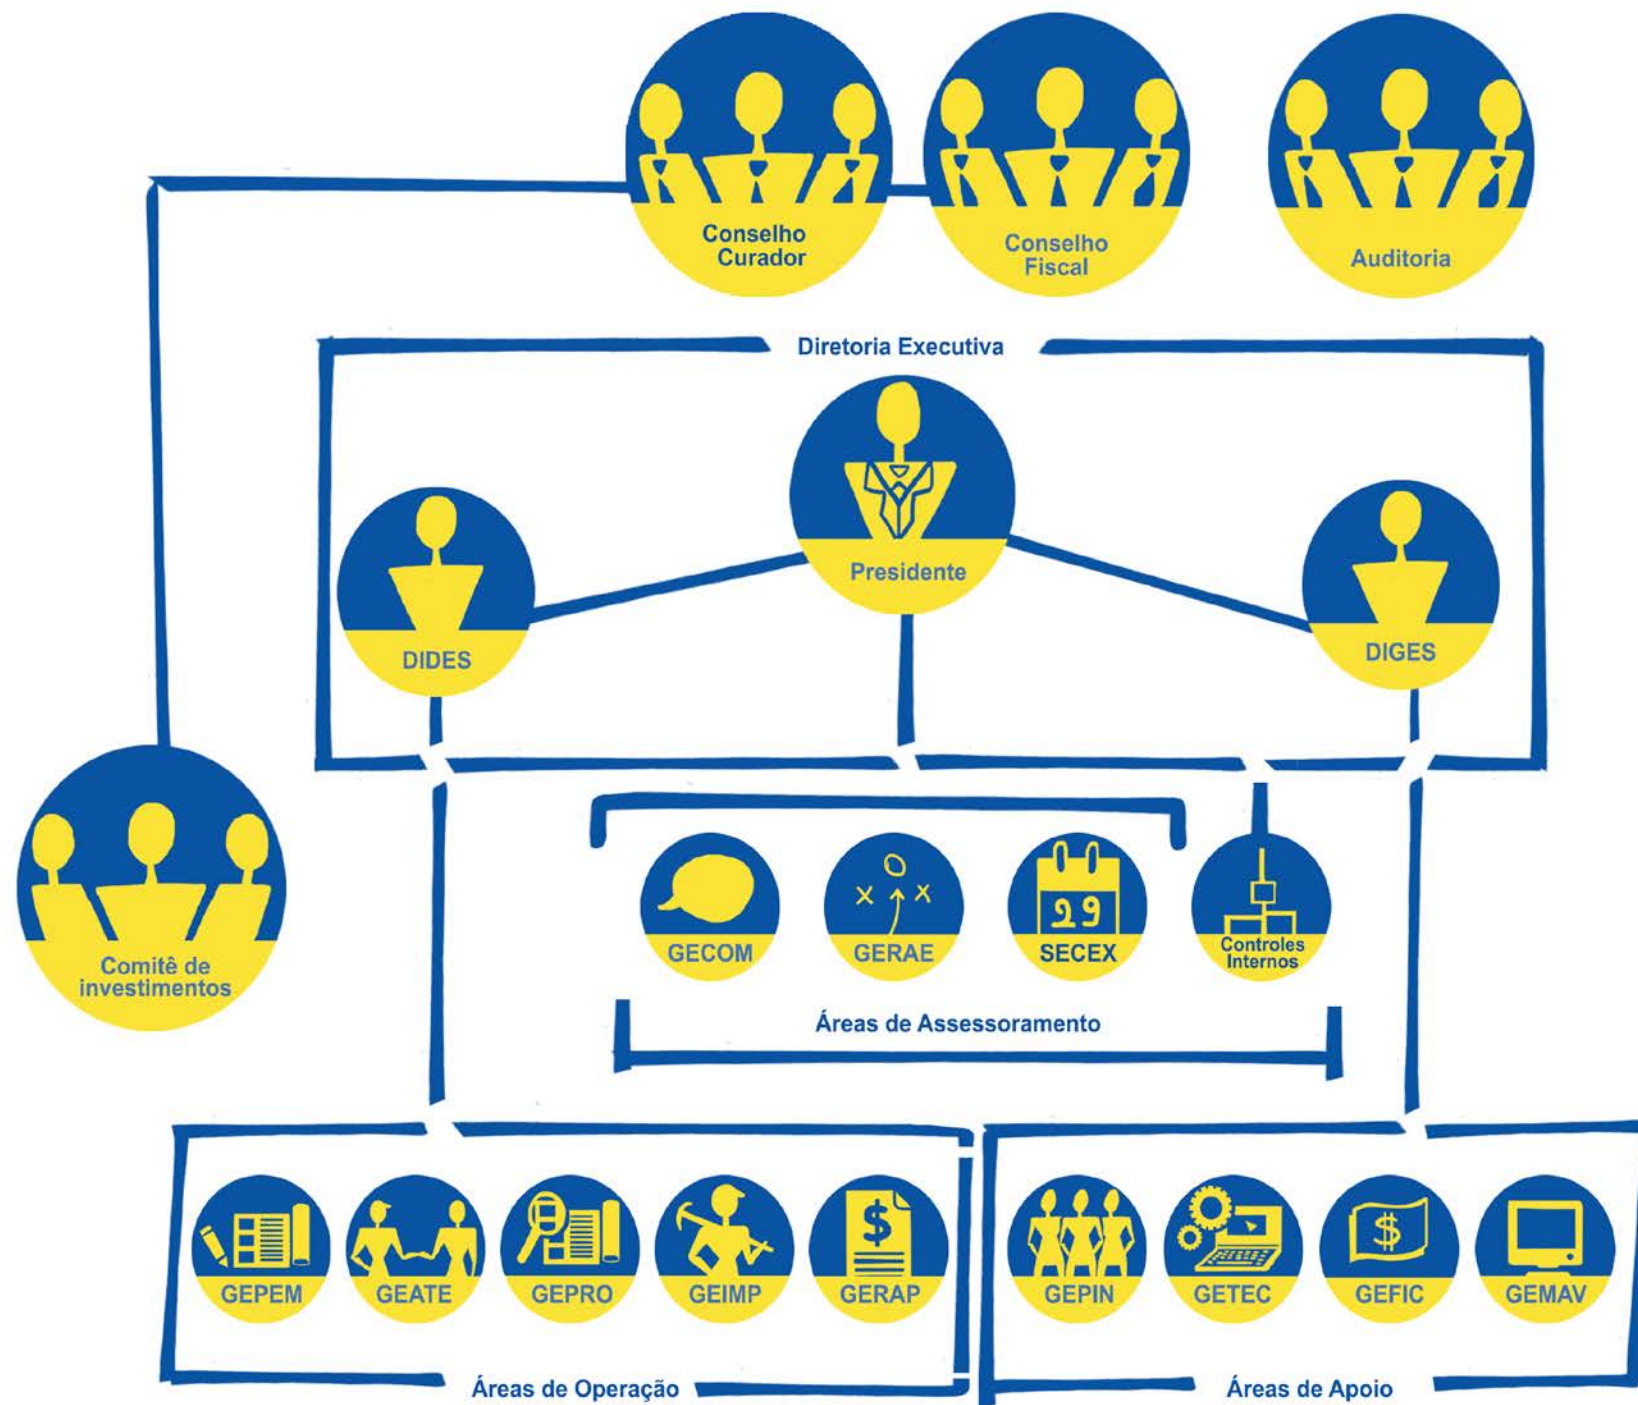 Conselho
Curador
Conselho
Fiscal
Auditoria
Diretoria Executiva
Presidente
DIDES
DIGES
Comitê de
investimentos
GECOM
GERAE
29
SECEX
Controles
Internos
Áreas de Assessoramento
GEPEM
GEATE
GEPRO
GEIMP
$
GERAP
GEPIN
GETEC
$
GEFIC
GEMAV
Áreas de Operação
Áreas de Apoio